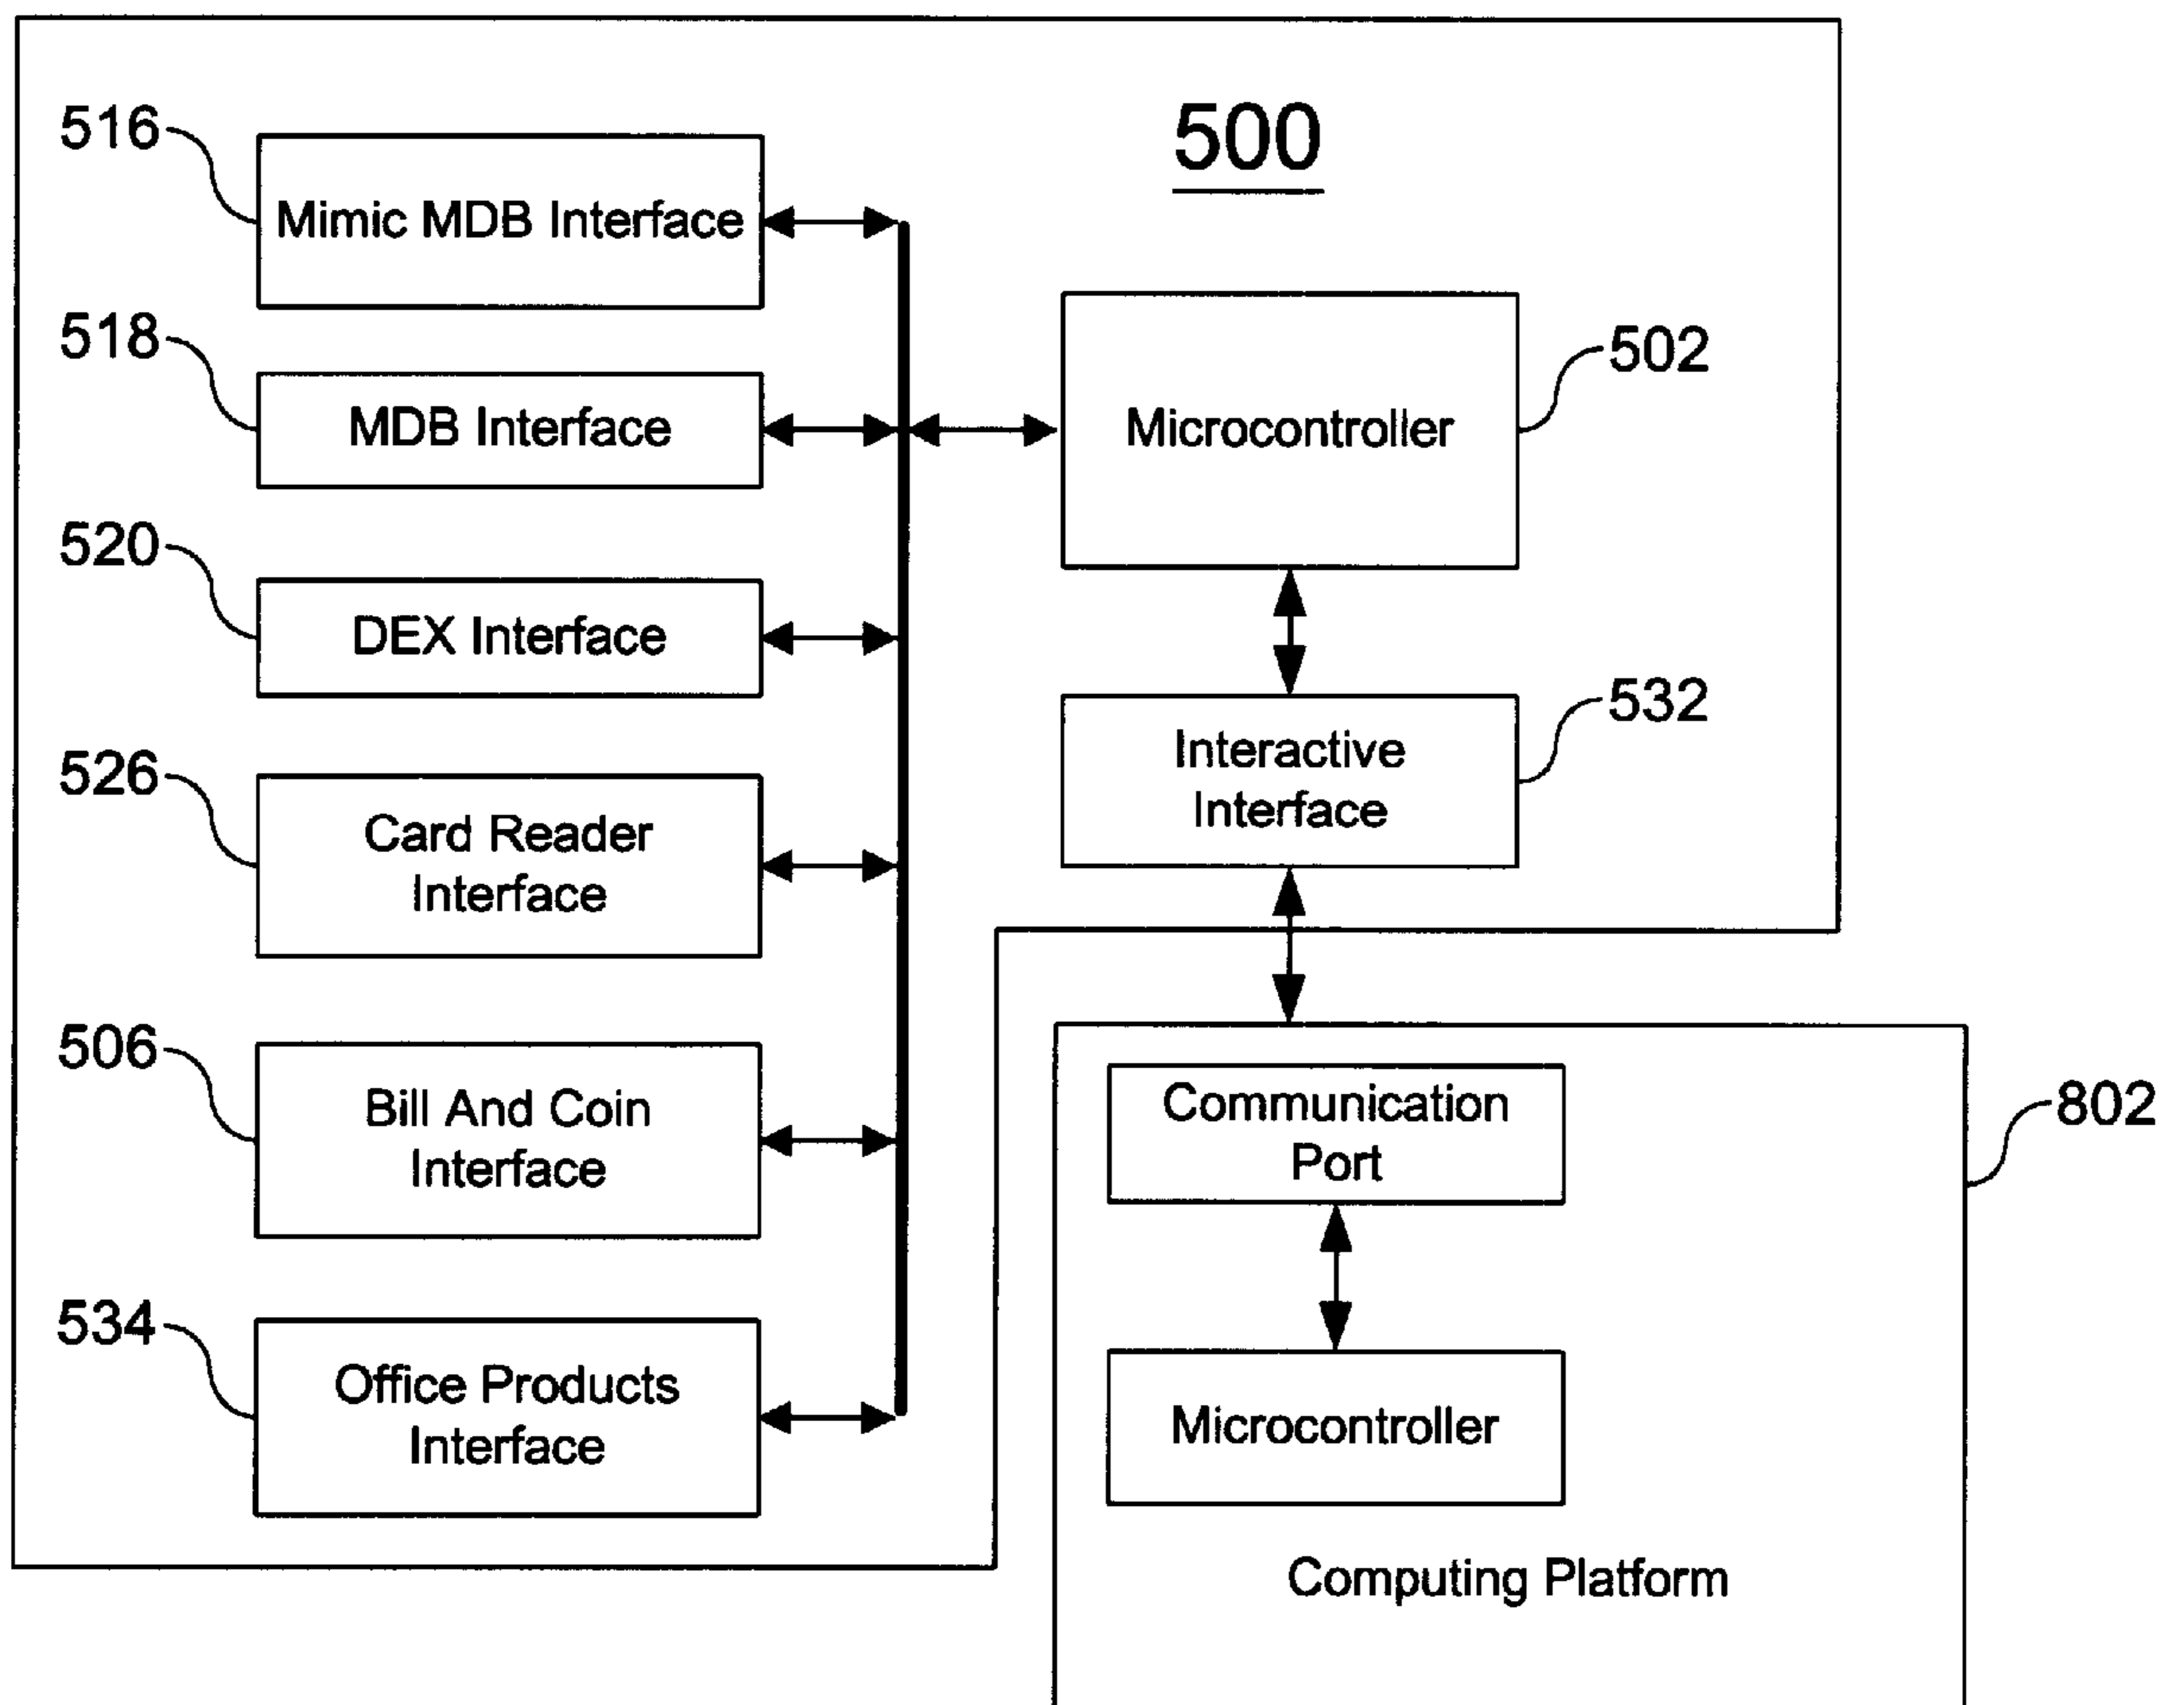 500
516
Mimic MDB Interface
518
MDB Interface
502
Microcontroller
520
DEX Interface
532
Interactive
Interface
526
Card Reader
Interface
506
Bill And Coin
Interface
802
Communication
Port
534
Office Products
Interface
Microcontroller
Computing Platform